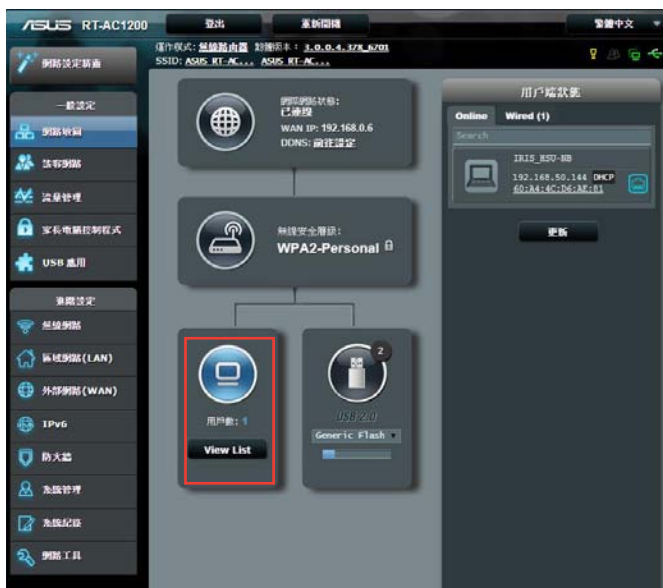 ASUS RT-AC1200
登出
重新開機
繁體中文
運作模式: 無線路由器 韌體版本: 3.0.0.4.378_6701
SSID: ASUS_RT-AC... ASUS_RT-AC...
網路設定精靈
一般設定
網路地圖
訪客網路
流量管理
家長電腦控制程式
USB 應用
進階設定
無線網路
區域網路(LAN)
外部網路(WAN)
IPv6
防火牆
系統管理
系統記錄
網路工具
網際網路狀態:
已連線
WAN IP: 192.168.0.6
DDNS: 前往設定
無線安全層級:
WPA2-Personal
用戶數: 1
View List
2
USB 2.0
Generic Flash
用戶端狀態
Online Wired (1)
Search
IRIS_HSU-NB
192.168.50.144 DHCP
60:A4:4C:D6:AE:81
更新